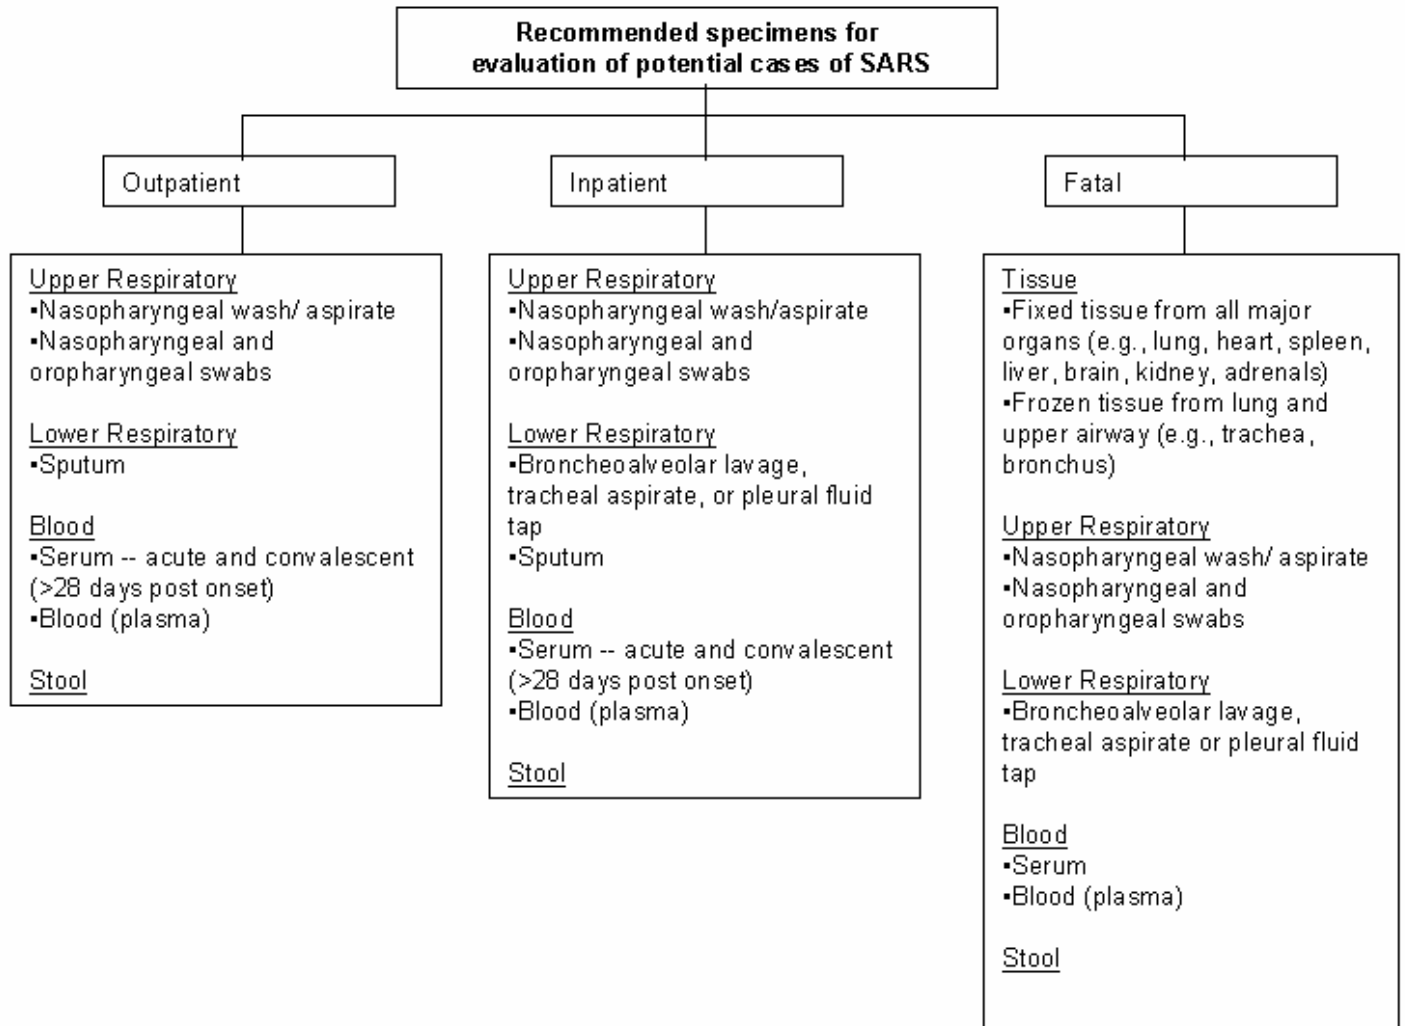 Recommended specimens for
evaluation of potential cases of SARS
Outpatient
Inpatient
Fatal
Upper Respiratory
▪Nasopharyngeal wash/ aspirate
▪Nasopharyngeal and
oropharyngeal swabs
Lower Respiratory
▪Sputum
Blood
▪Serum -- acute and convalescent
(>28 days post onset)
▪Blood (plasma)
Stool
Upper Respiratory
▪Nasopharyngeal wash/aspirate
▪Nasopharyngeal and
oropharyngeal swabs
Lower Respiratory
▪Broncheoalveolar lavage,
tracheal aspirate, or pleural fluid
tap
▪Sputum
Blood
▪Serum -- acute and convalescent
(>28 days post onset)
▪Blood (plasma)
Stool
Tissue
▪Fixed tissue from all major
organs (e.g., lung, heart, spleen,
liver, brain, kidney, adrenals)
▪Frozen tissue from lung and
upper airway (e.g., trachea,
bronchus)
Upper Respiratory
▪Nasopharyngeal wash/ aspirate
▪Nasopharyngeal and
oropharyngeal swabs
Lower Respiratory
▪Broncheoalveolar lavage,
tracheal aspirate or pleural fluid
tap
Blood
▪Serum
▪Blood (plasma)
Stool